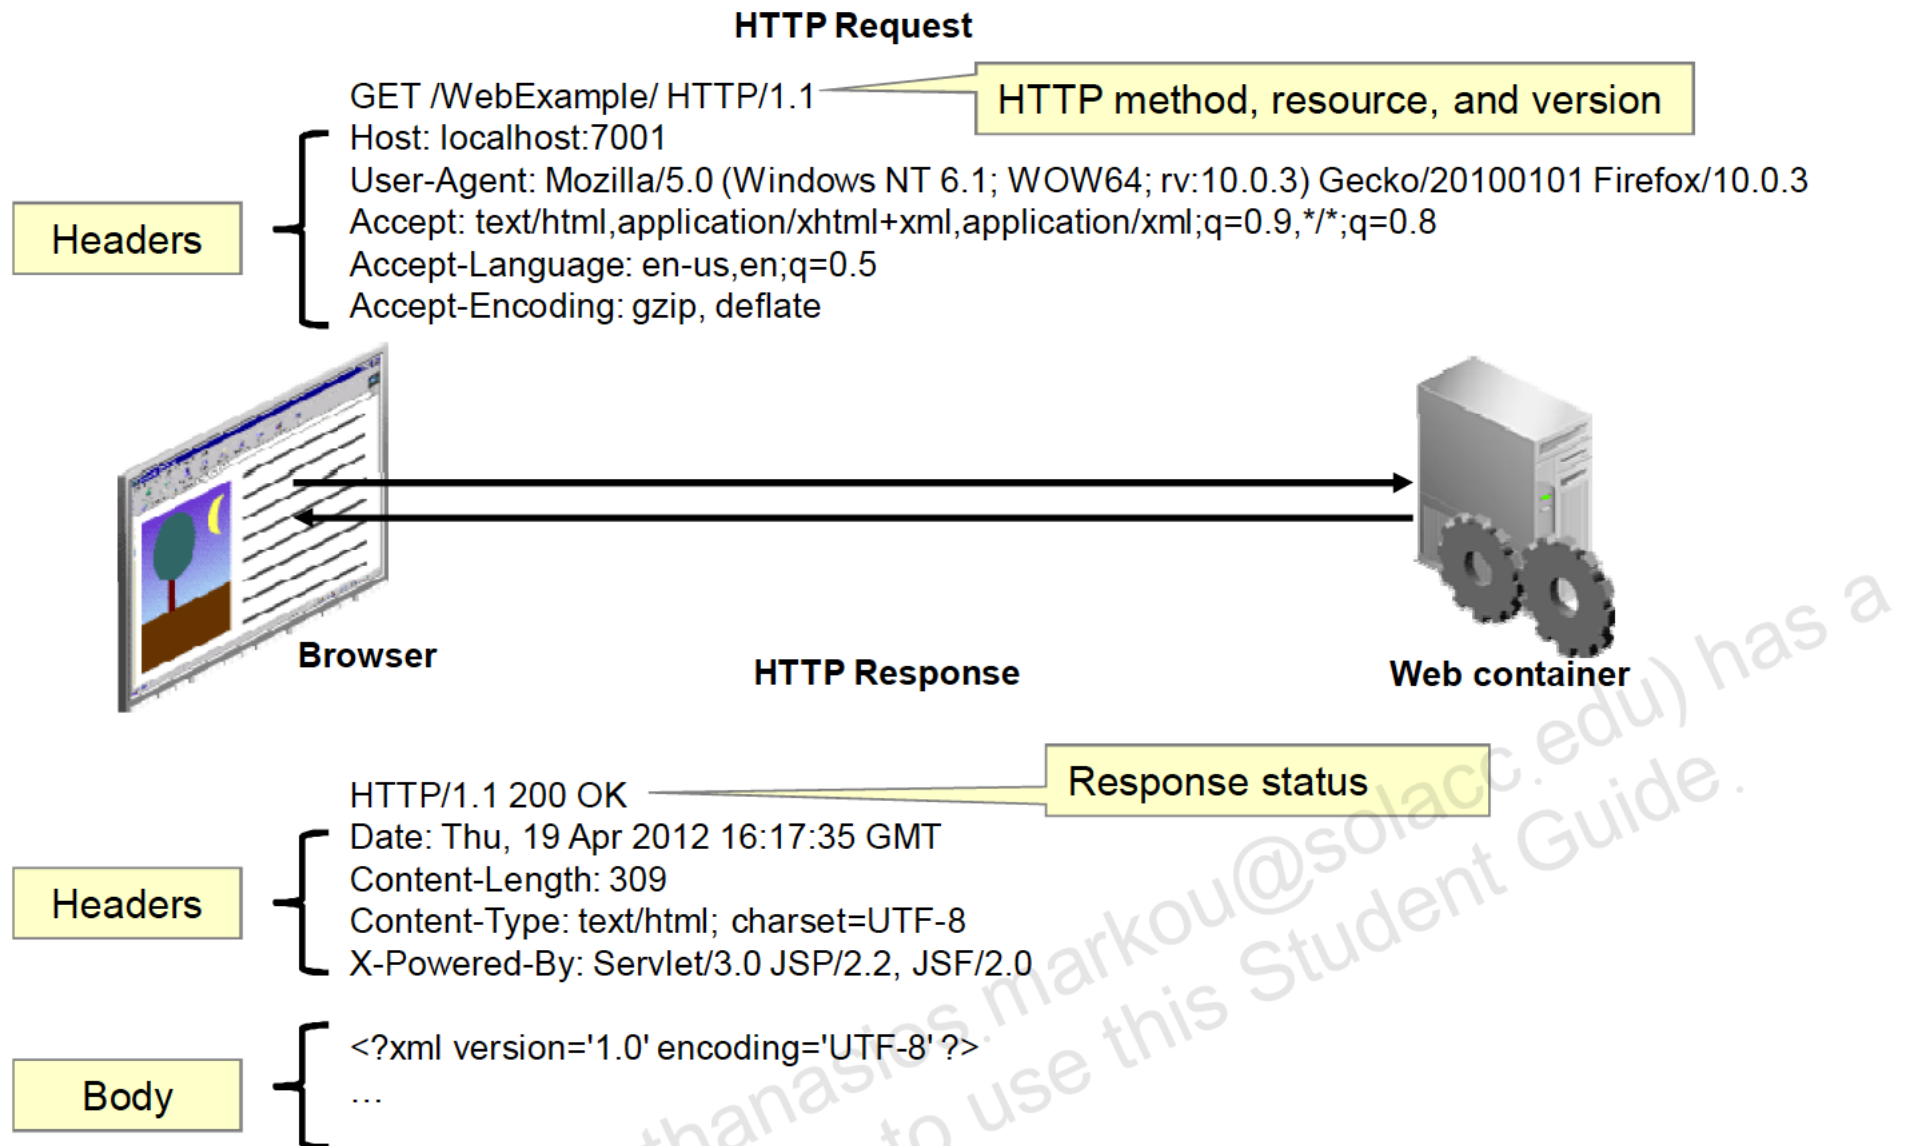 HTTP Request
GET /WebExample/ HTTP/1.1
HTTP method, resource, and version
Headers
Host: localhost:7001
User-Agent: Mozilla/5.0 (Windows NT 6.1; WOW64; rv:10.0.3) Gecko/20100101 Firefox/10.0.3
Accept: text/html,application/xhtml+xml,application/xml;q=0.9,*/*;q=0.8
Accept-Language: en-us,en;q=0.5
Accept-Encoding: gzip, deflate
Browser
HTTP Response
Web container
HTTP/1.1 200 OK
Response status
Headers
Date: Thu, 19 Apr 2012 16:17:35 GMT
Content-Length: 309
Content-Type: text/html; charset=UTF-8
X-Powered-By: Servlet/3.0 JSP/2.2, JSF/2.0
Body
<?xml version='1.0' encoding='UTF-8' ?>
…
thanasios.markou@solacc.edu) has a
to use this Student Guide.